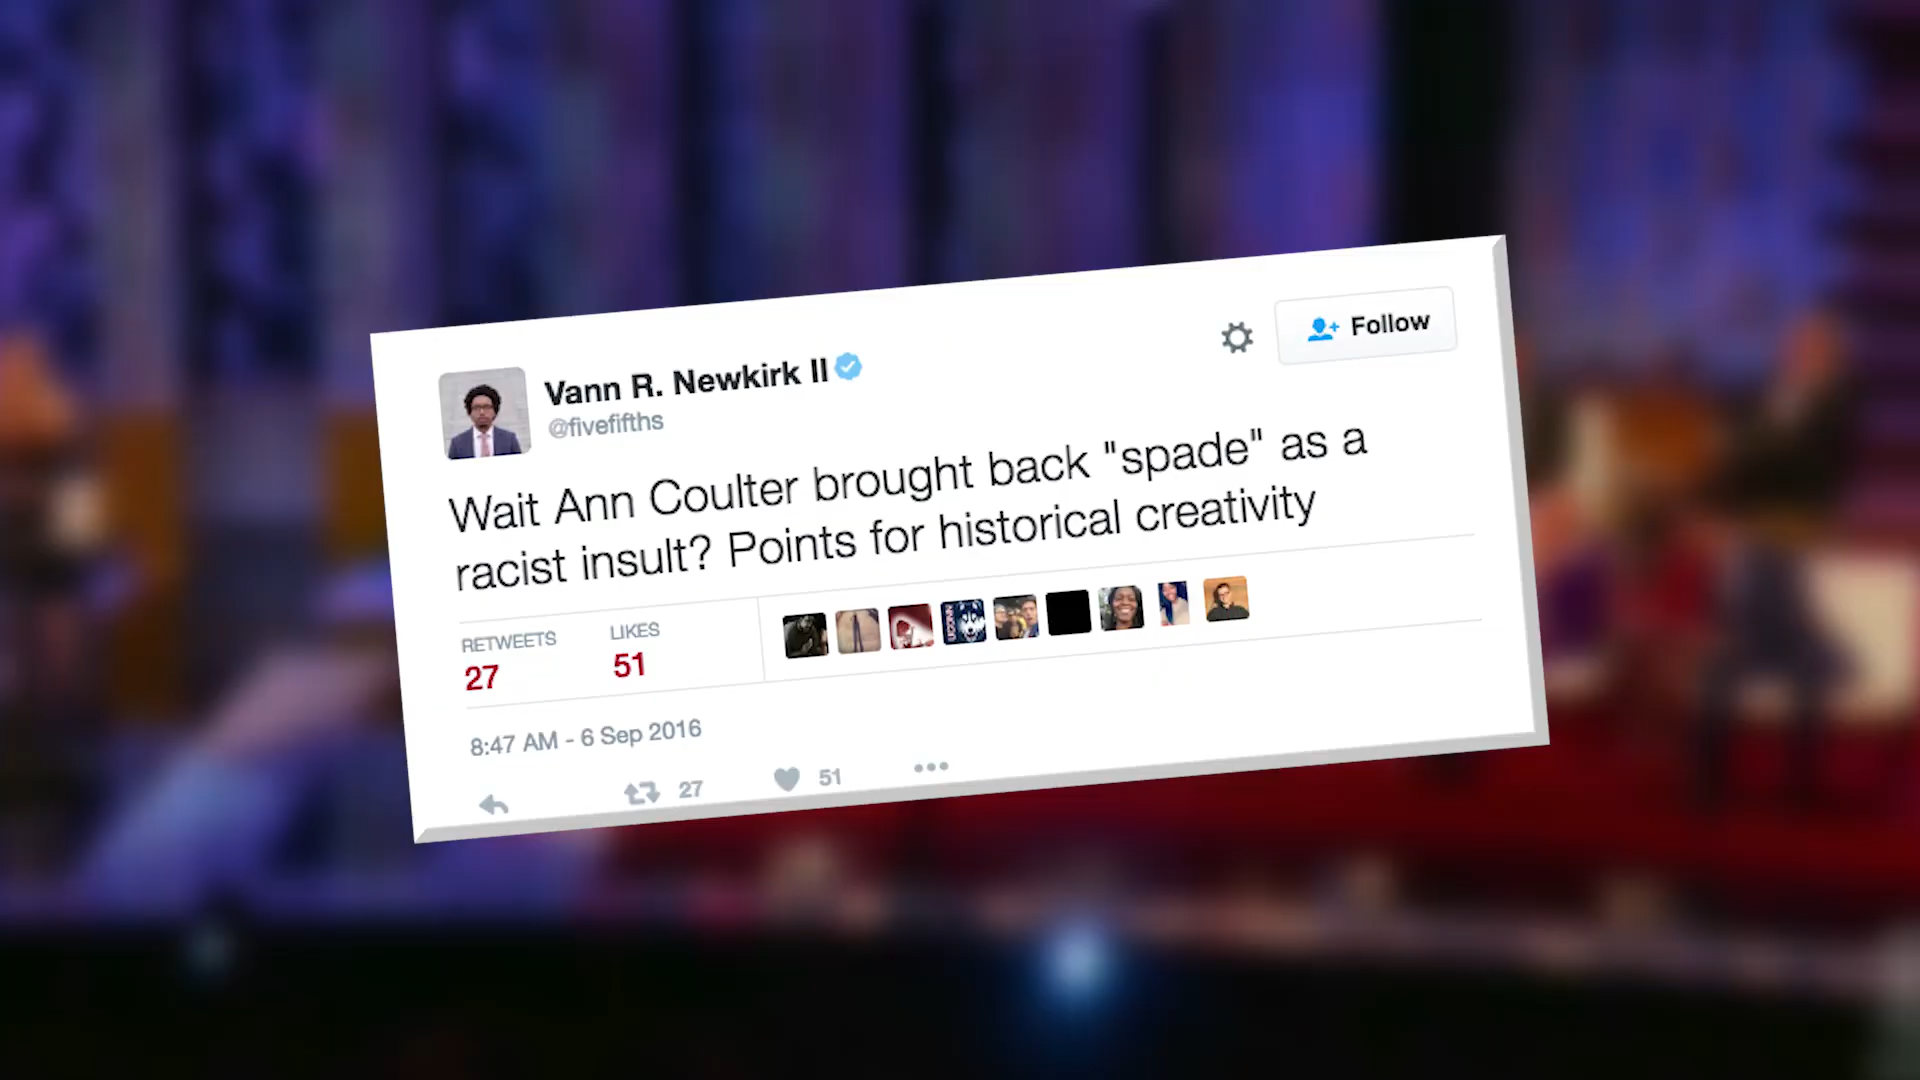 Vann R. Newkirk II
@fivefifths
Follow
Wait Ann Coulter brought back "spade" as a
racist insult? Points for historical creativity
RETWEETS
27
LIKES
51
UCONN
8:47 AM - 6 Sep 2016
27
51